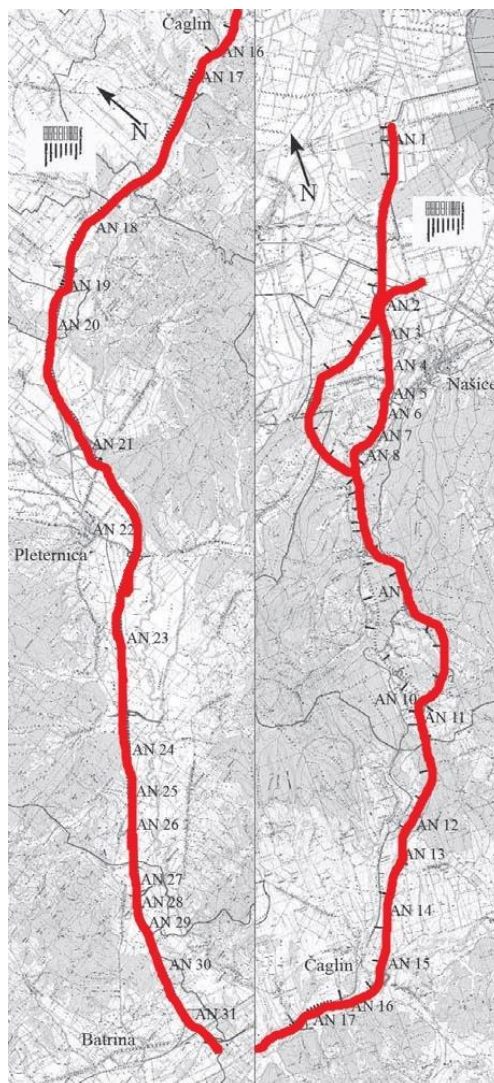 Čaglin
AN 16
AN 17
N
AN 18
AN 19
AN 20
AN 21
AN 22
Pleternica
AN 23
AN 24
AN 25
AN 26
AN 27
AN 28
AN 29
AN 30
AN 31
Batrina
AN 1
N
AN 2
AN 3
AN 4
Našice
AN 5
AN 6
AN 7
AN 8
AN
AN 10
AN 11
AN 12
AN 13
AN 14
Čaglin
AN 15
AN 16
AN 17